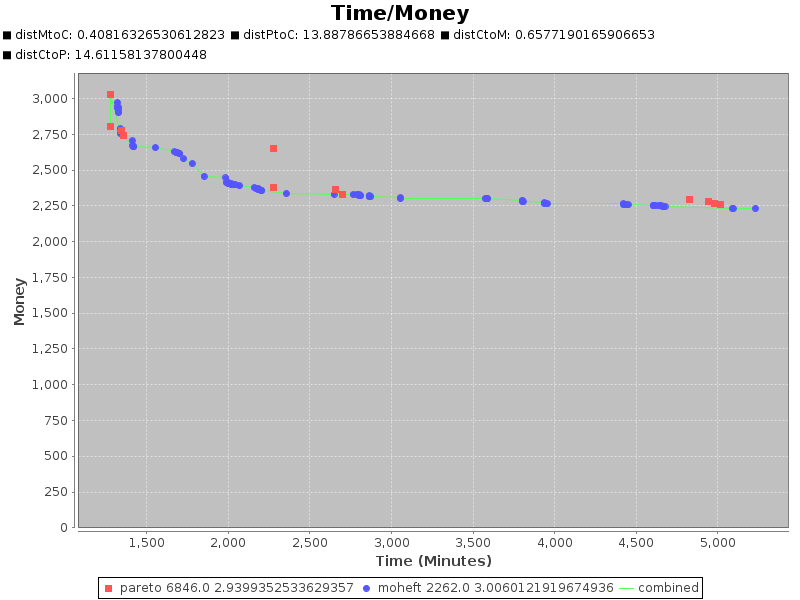 Time/Money
distMtoC: 0.40816326530612823 distPtoC: 13.88786653884668 distCtoM: 0.6577190165906653
distCtoP: 14.61158137800448
3,000
2,750
2,500
2,250
2,000
1,750
1,500
1,250
1,000
750
500
250
0
Money
1,500 2,000 2,500 3,000 3,500 4,000 4,500 5,000
Time (Minutes)
pareto 6846.0 2.9399352533629357 moheft 2262.0 3.0060121919674936 combined